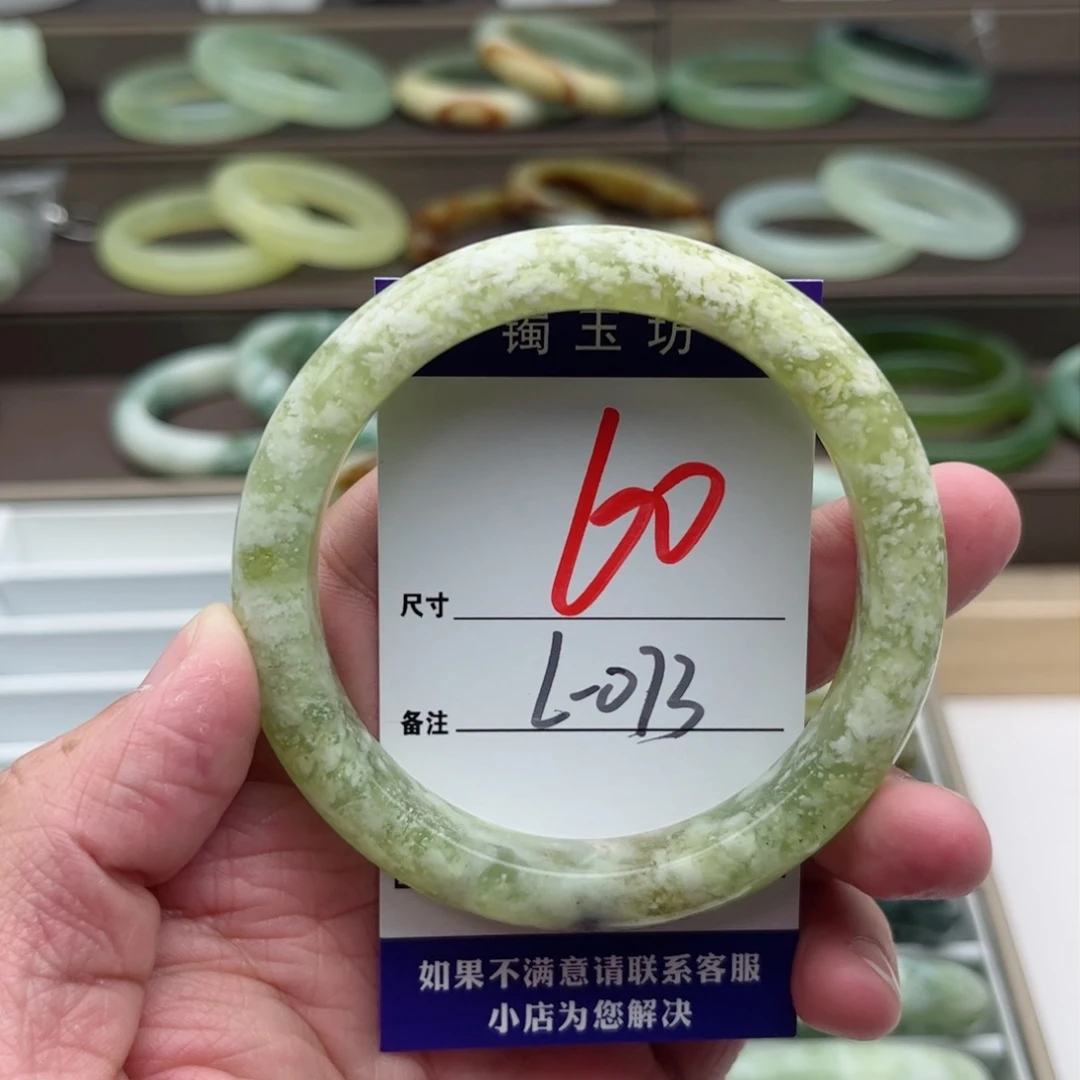 镯玉坊
60
尺寸
L-073
备注
如果不满意请联系客服
小店为您解决